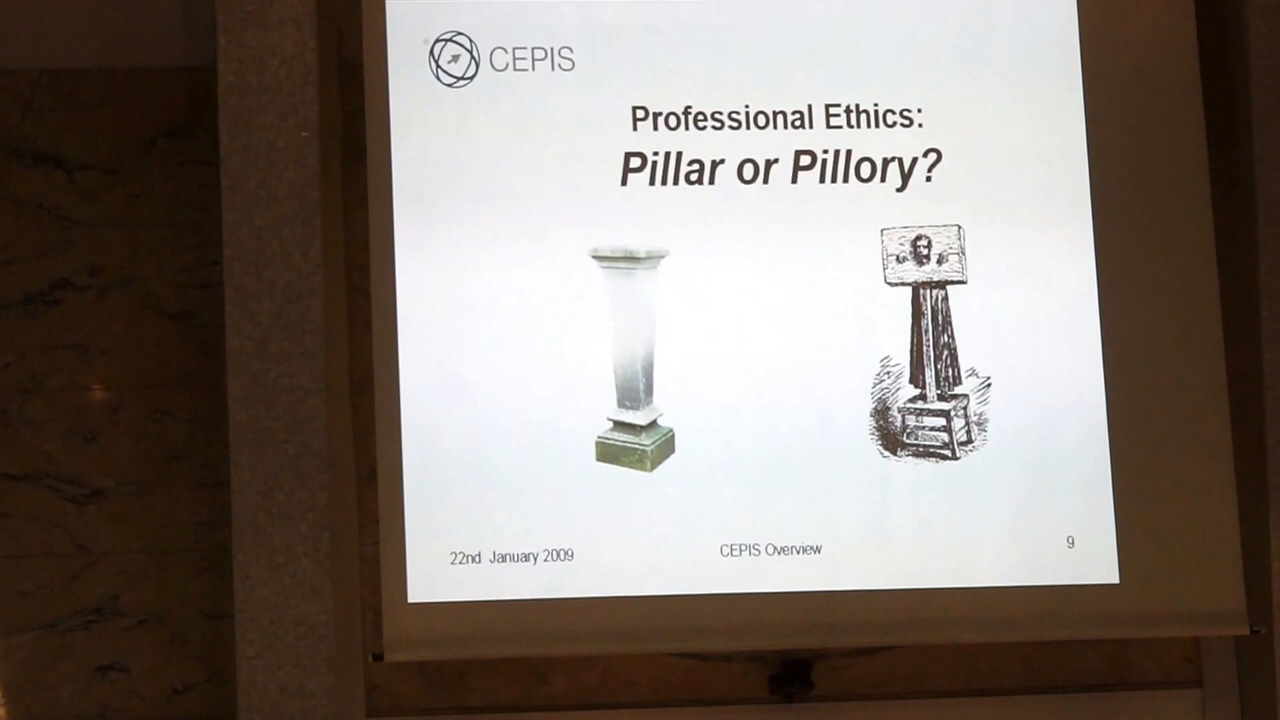 CEPIS
Professional Ethics:
Pillar or Pillory?
22nd January 2009
CEPIS Overview
9